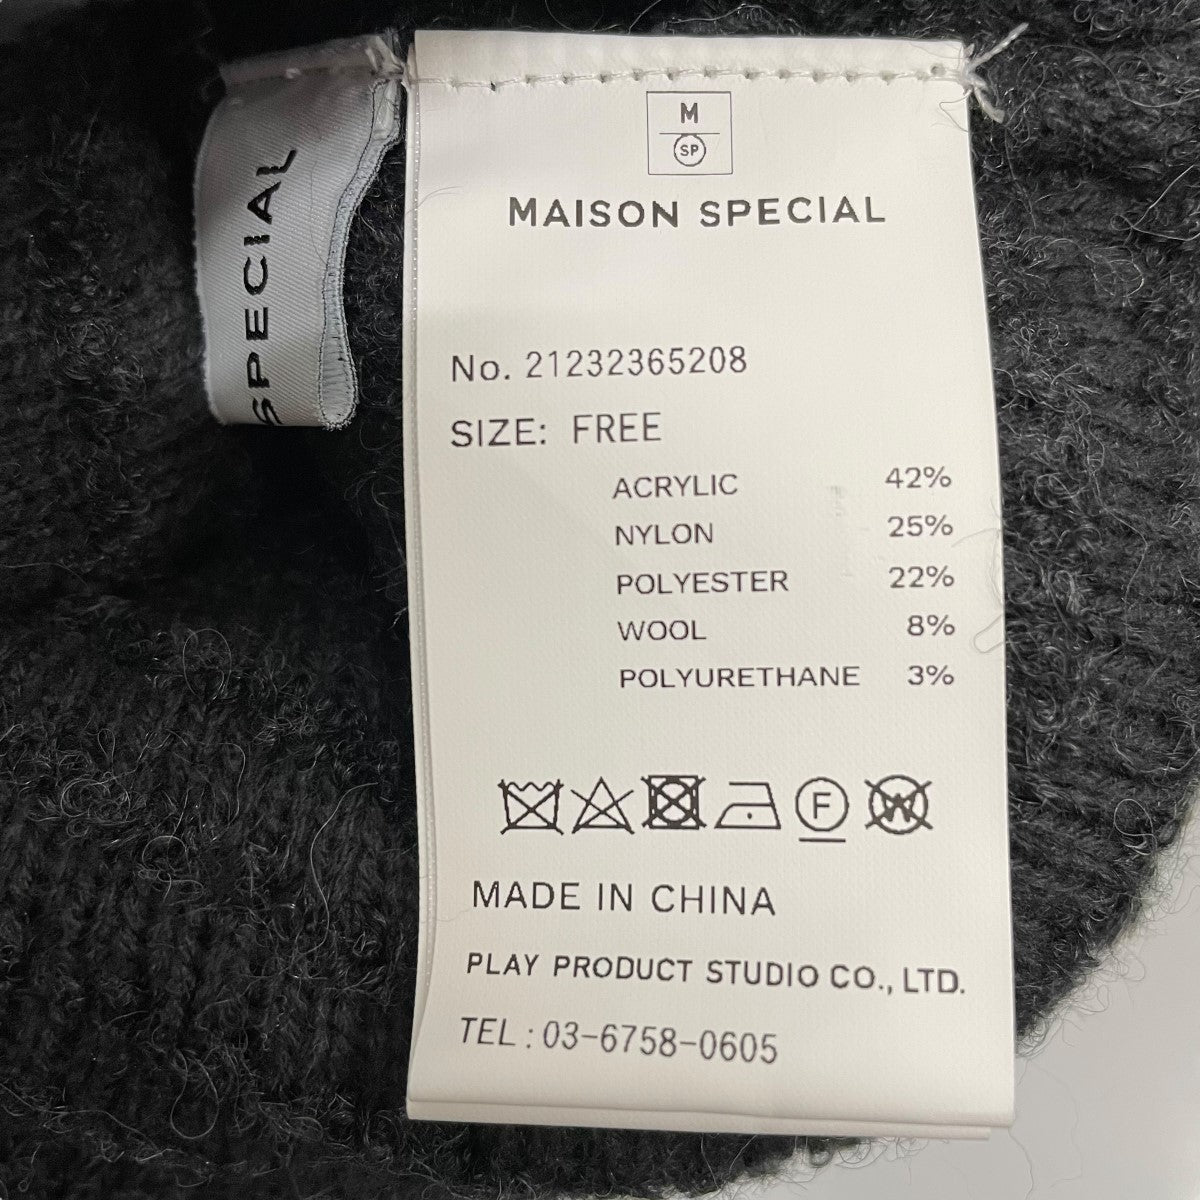 SPECIAL
M
SP
MAISON SPECIAL
No. 21232365208
SIZE: FREE
ACRYLIC 42%
NYLON 25%
POLYESTER 22%
WOOL 8%
POLYURETHANE 3%
F
W
MADE IN CHINA
PLAY PRODUCT STUDIO CO., LTD.
TEL : 03-6758-0605